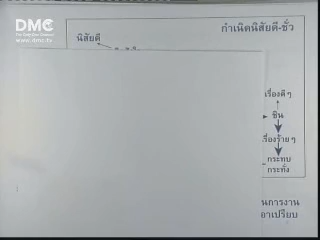 DMC
www.dmc.tv
กำเนิดนิสัยดี-ชั่ว
นิสัยดี
เรื่องดีๆ
ชิน
เรื่องร้ายๆ
กระทบ
กระทั่ง
นการงาน
อาเปรียบ